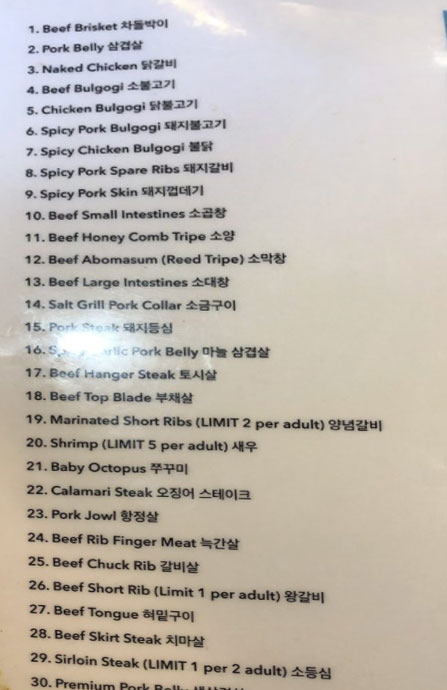 1. Beef Brisket 차돌박이
2. Pork Belly 삼겹살
3. Naked Chicken 닭갈비
4. Beef Bulgogi 소불고기
5. Chicken Bulgogi 닭불고기
6. Spicy Pork Bulgogi 돼지불고기
7. Spicy Chicken Bulgogi 불닭
8. Spicy Pork Spare Ribs 돼지갈비
9. Spicy Pork Skin 돼지껍데기
10. Beef Small Intestines 소곱창
11. Beef Honey Comb Tripe 소양
12. Beef Abomasum (Reed Tripe) 소막창
13. Beef Large Intestines 소대창
14. Salt Grill Pork Collar 소금구이
15. Pork Steak 돼지등심
16. Spicy Garlic Pork Belly 마늘 삼겹살
17. Beef Hanger Steak 토시살
18. Beef Top Blade 부채살
19. Marinated Short Ribs (LIMIT 2 per adult) 양념갈비
20. Shrimp (LIMIT 5 per adult) 새우
21. Baby Octopus 쭈꾸미
22. Calamari Steak 오징어 스테이크
23. Pork Jowl 항정살
24. Beef Rib Finger Meat 늑간살
25. Beef Chuck Rib 갈비살
26. Beef Short Rib (Limit 1 per adult) 왕갈비
27. Beef Tongue 혀밑구이
28. Beef Skirt Steak 치마살
29. Sirloin Steak (LIMIT 1 per 2 adult) 소등심
30. Premium Pork Belly